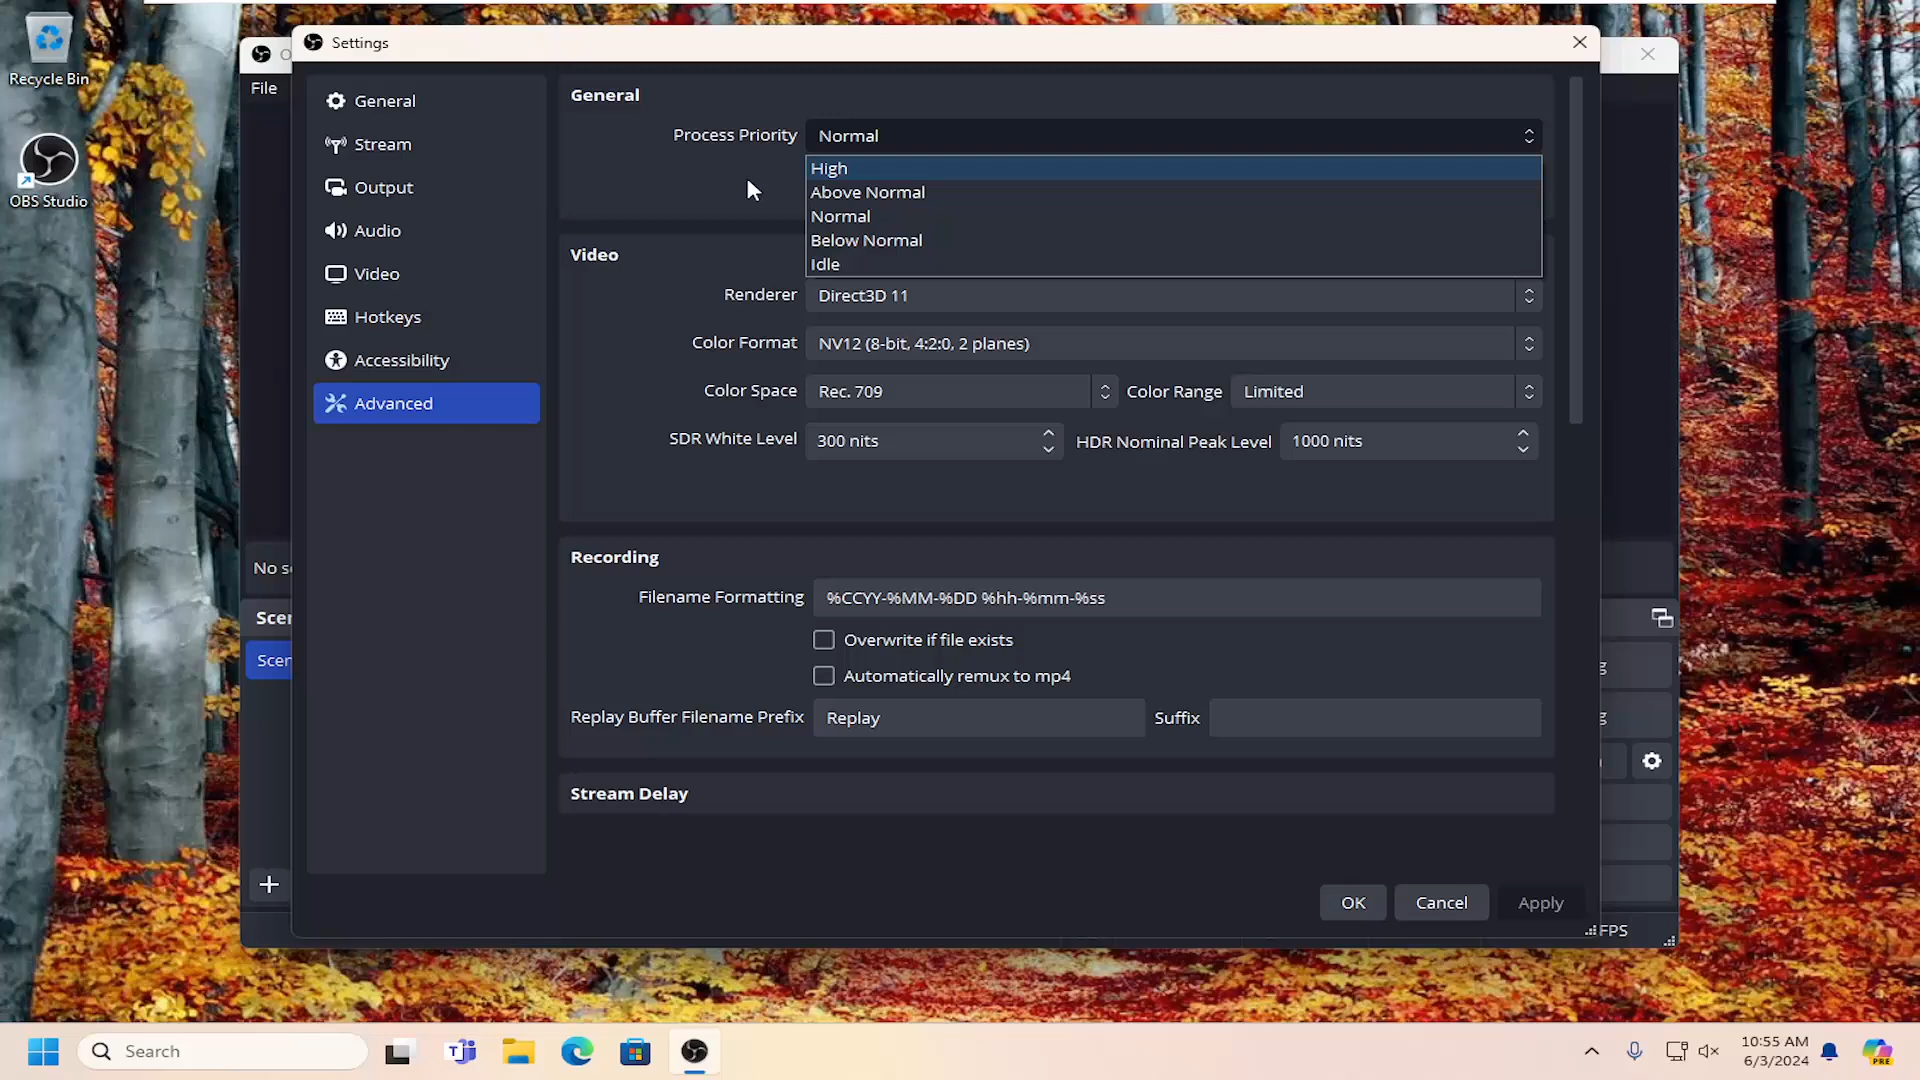 Recycle Bin
OBS Studio
Settings
File
General
Stream
Output
Audio
Video
Hotkeys
Accessibility
Advanced
General
Process Priority
Normal
High
Above Normal
Normal
Below Normal
Idle
Video
Renderer
Direct3D 11
Color Format
NV12 (8-bit, 4:2:0, 2 planes)
Color Space
Rec. 709
Color Range
Limited
SDR White Level
300 nits
HDR Nominal Peak Level
1000 nits
Recording
Filename Formatting
%CCYY-%MM-%DD %hh-%mm-%ss
Overwrite if file exists
Automatically remux to mp4
Replay Buffer Filename Prefix
Replay
Suffix
Stream Delay
No s
Scen
Scen
OK
Cancel
Apply
FPS
Search
10:55 AM
6/3/2024
PRE